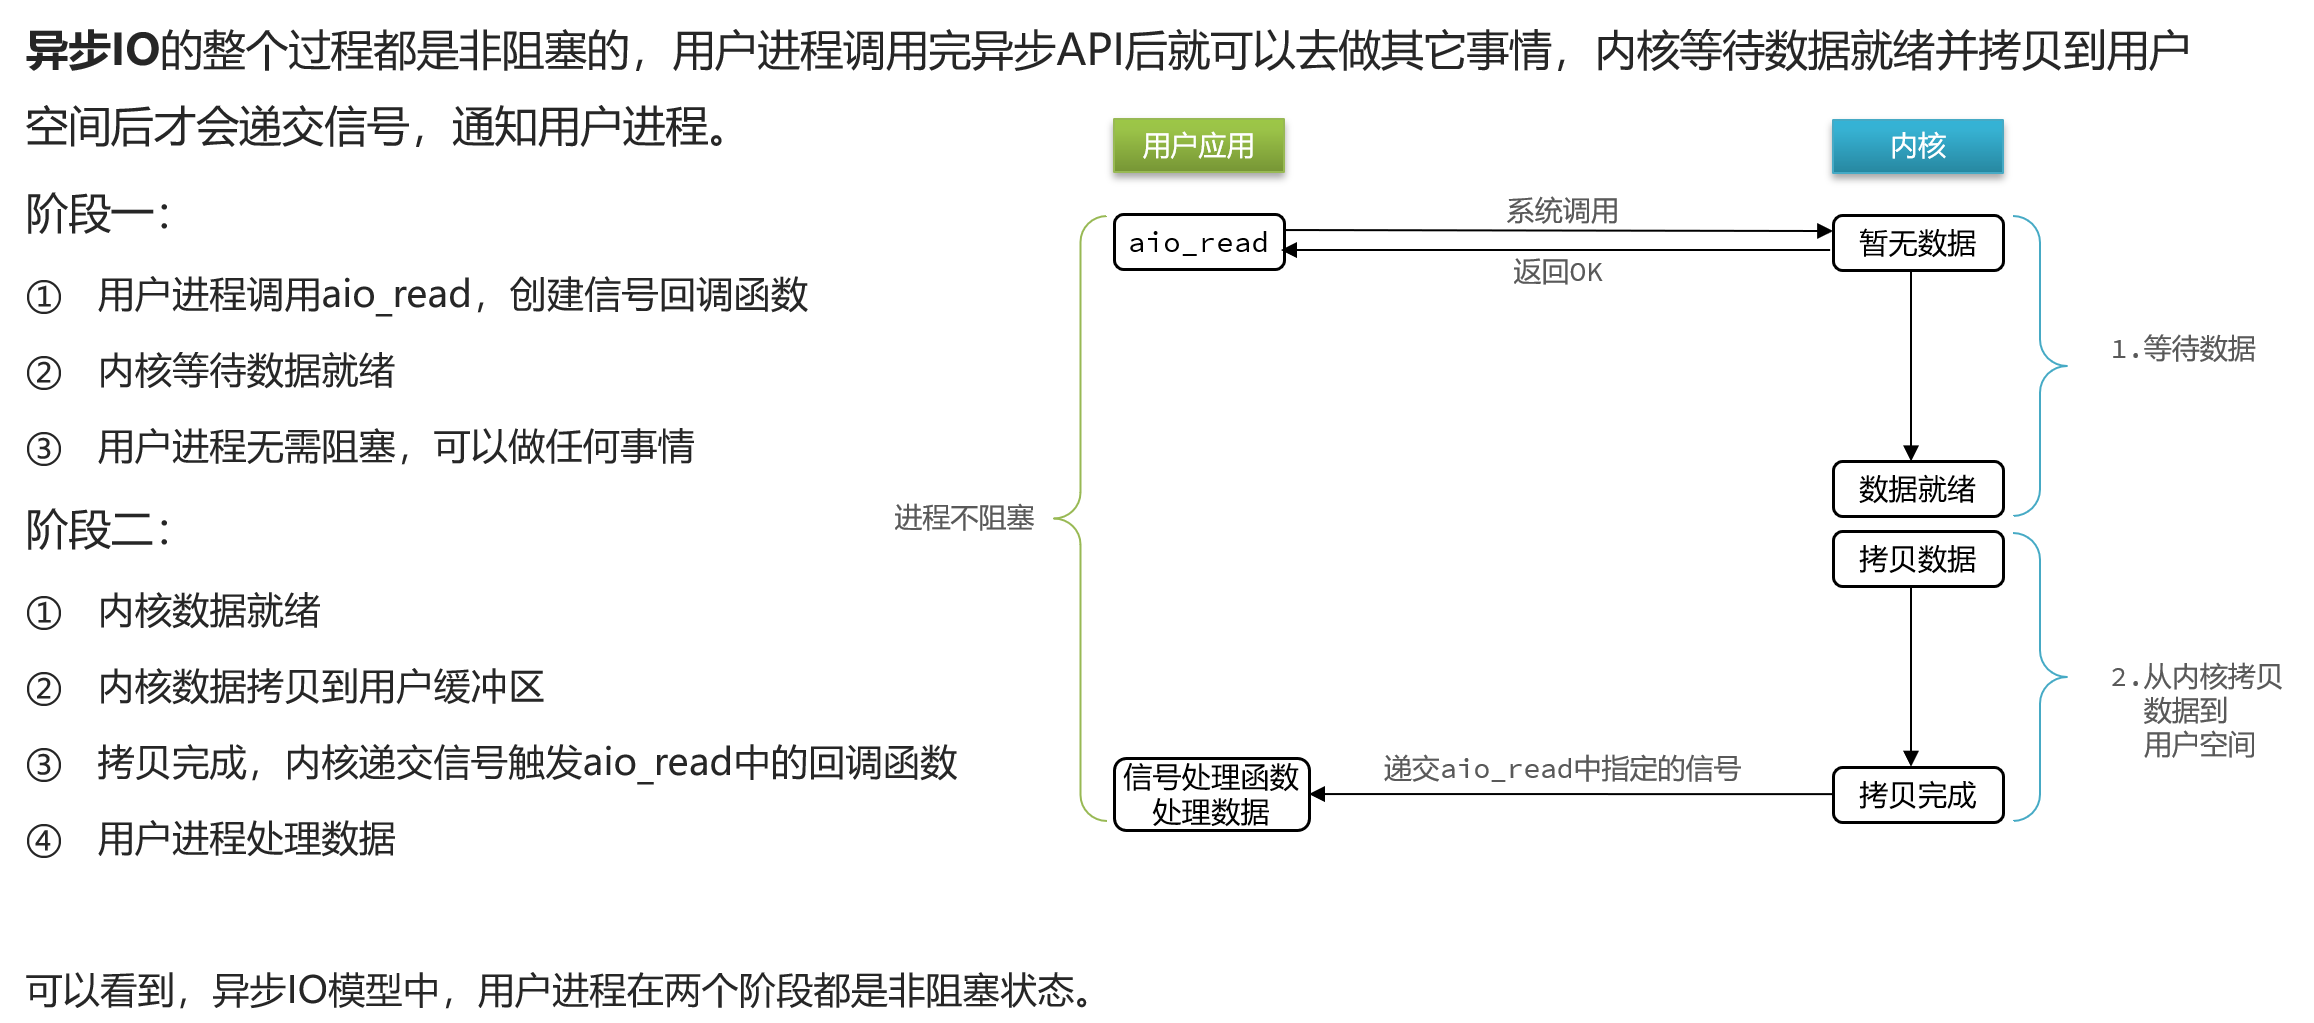 异步IO的整个过程都是非阻塞的，用户进程调用完异步API后就可以去做其它事情，内核等待数据就绪并拷贝到用户
空间后才会递交信号，通知用户进程。
阶段一：
① 用户进程调用aio_read，创建信号回调函数
② 内核等待数据就绪
③ 用户进程无需阻塞，可以做任何事情
阶段二：
① 内核数据就绪
② 内核数据拷贝到用户缓冲区
③ 拷贝完成，内核递交信号触发aio_read中的回调函数
④ 用户进程处理数据
可以看到，异步IO模型中，用户进程在两个阶段都是非阻塞状态。
用户应用
内核
aio_read
系统调用
返回OK
暂无数据
1.等待数据
数据就绪
进程不阻塞
拷贝数据
2.从内核拷贝
数据到
用户空间
信号处理函数
处理数据
递交aio_read中指定的信号
拷贝完成